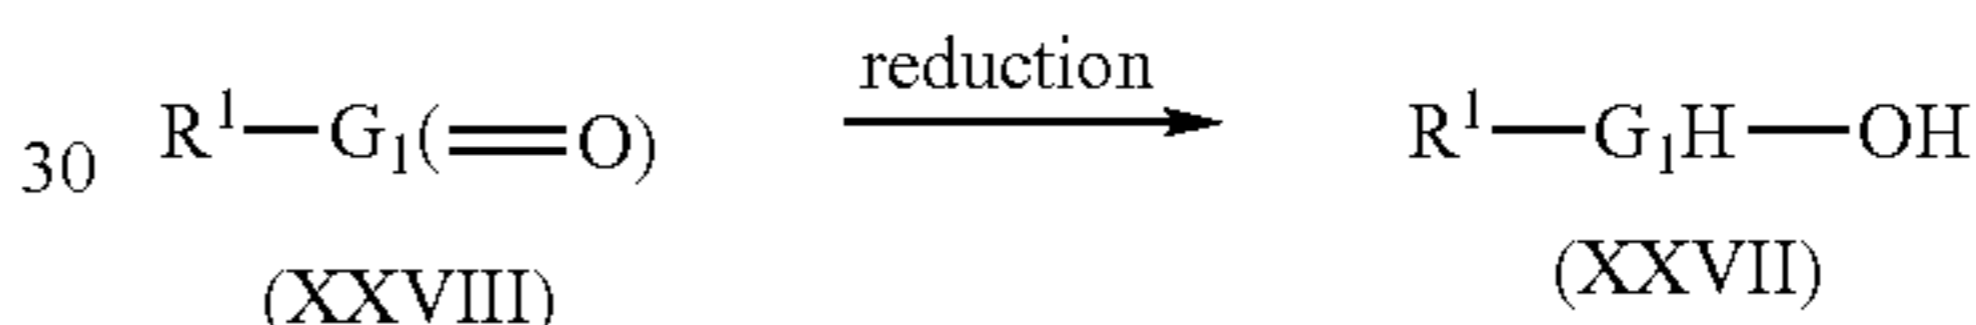 reduction
30 R¹—G₁(═O) R¹—G₁H—OH
(XXVIII) (XXVII)